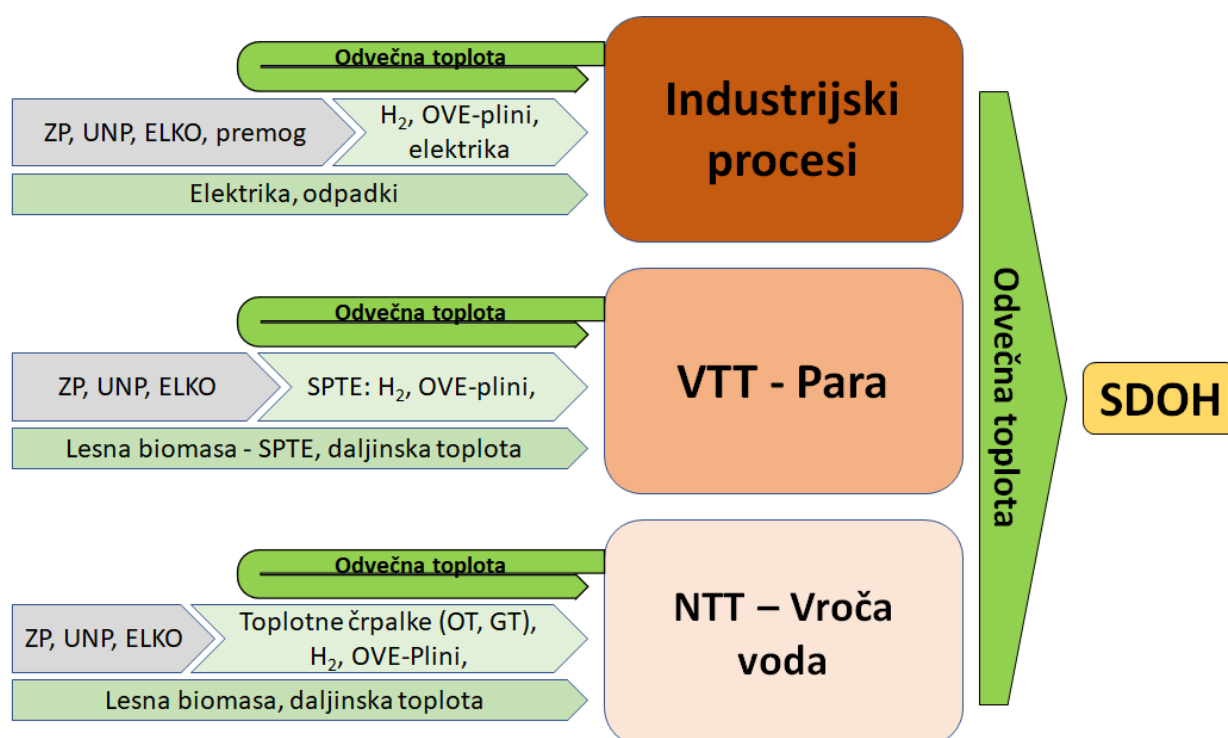 Odvečna toplota
ZP, UNP, ELKO, premog
H₂, OVE-plini,
elektrika
Elektrika, odpadki
Industrijski
procesi
Odvečna toplota
ZP, UNP, ELKO
SPTE: H₂, OVE-plini,
Lesna biomasa - SPTE, daljinska toplota
VTT - Para
Odvečna toplota
ZP, UNP, ELKO
Toplotne črpalke (OT, GT),
H₂, OVE-Plini,
Lesna biomasa, daljinska toplota
NTT – Vroča
voda
Odvečna toplota
SDOH